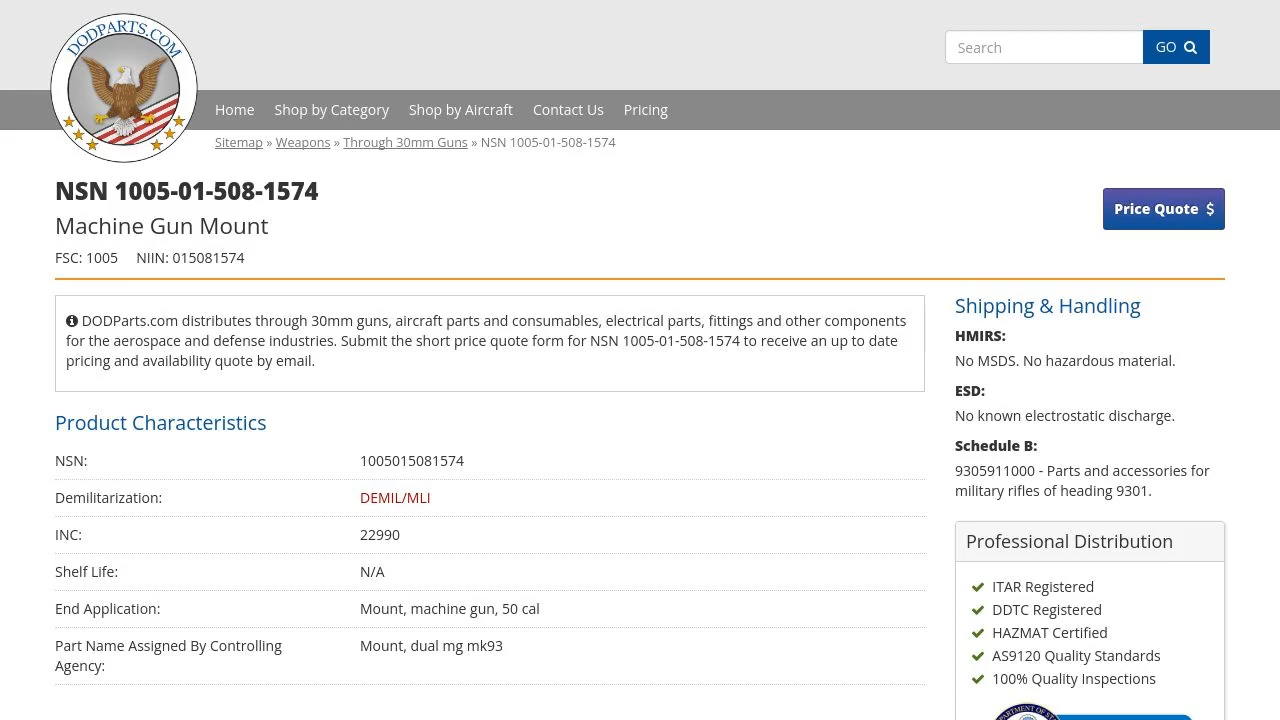 DODPARTS.COM
Search
GO
Home Shop by Category Shop by Aircraft Contact Us Pricing
Sitemap » Weapons » Through 30mm Guns » NSN 1005-01-508-1574
NSN 1005-01-508-1574
Price Quote $
Machine Gun Mount
FSC: 1005 NIIN: 015081574
DODParts.com distributes through 30mm guns, aircraft parts and consumables, electrical parts, fittings and other components
for the aerospace and defense industries. Submit the short price quote form for NSN 1005-01-508-1574 to receive an up to date
pricing and availability quote by email.
Product Characteristics
NSN: 1005015081574
Demilitarization: DEMIL/MLI
INC: 22990
Shelf Life: N/A
End Application: Mount, machine gun, 50 cal
Part Name Assigned By Controlling Mount, dual mg mk93
Agency:
Shipping & Handling
HMIRS:
No MSDS. No hazardous material.
ESD:
No known electrostatic discharge.
Schedule B:
9305911000 - Parts and accessories for
military rifles of heading 9301.
Professional Distribution
ITAR Registered
DDTC Registered
HAZMAT Certified
AS9120 Quality Standards
100% Quality Inspections